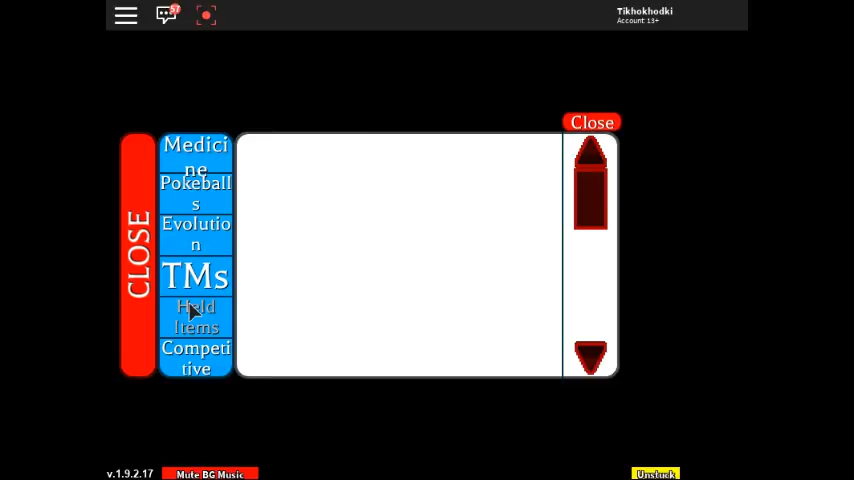 57
Tikhokhodki
Account: 13+
Close
CLOSE
Medici
ne
Pokeball
s
Evolutio
n
TMs
Held
Items
Competi
tive
v.1.9.2.17
Mute BG Music
Unstuck